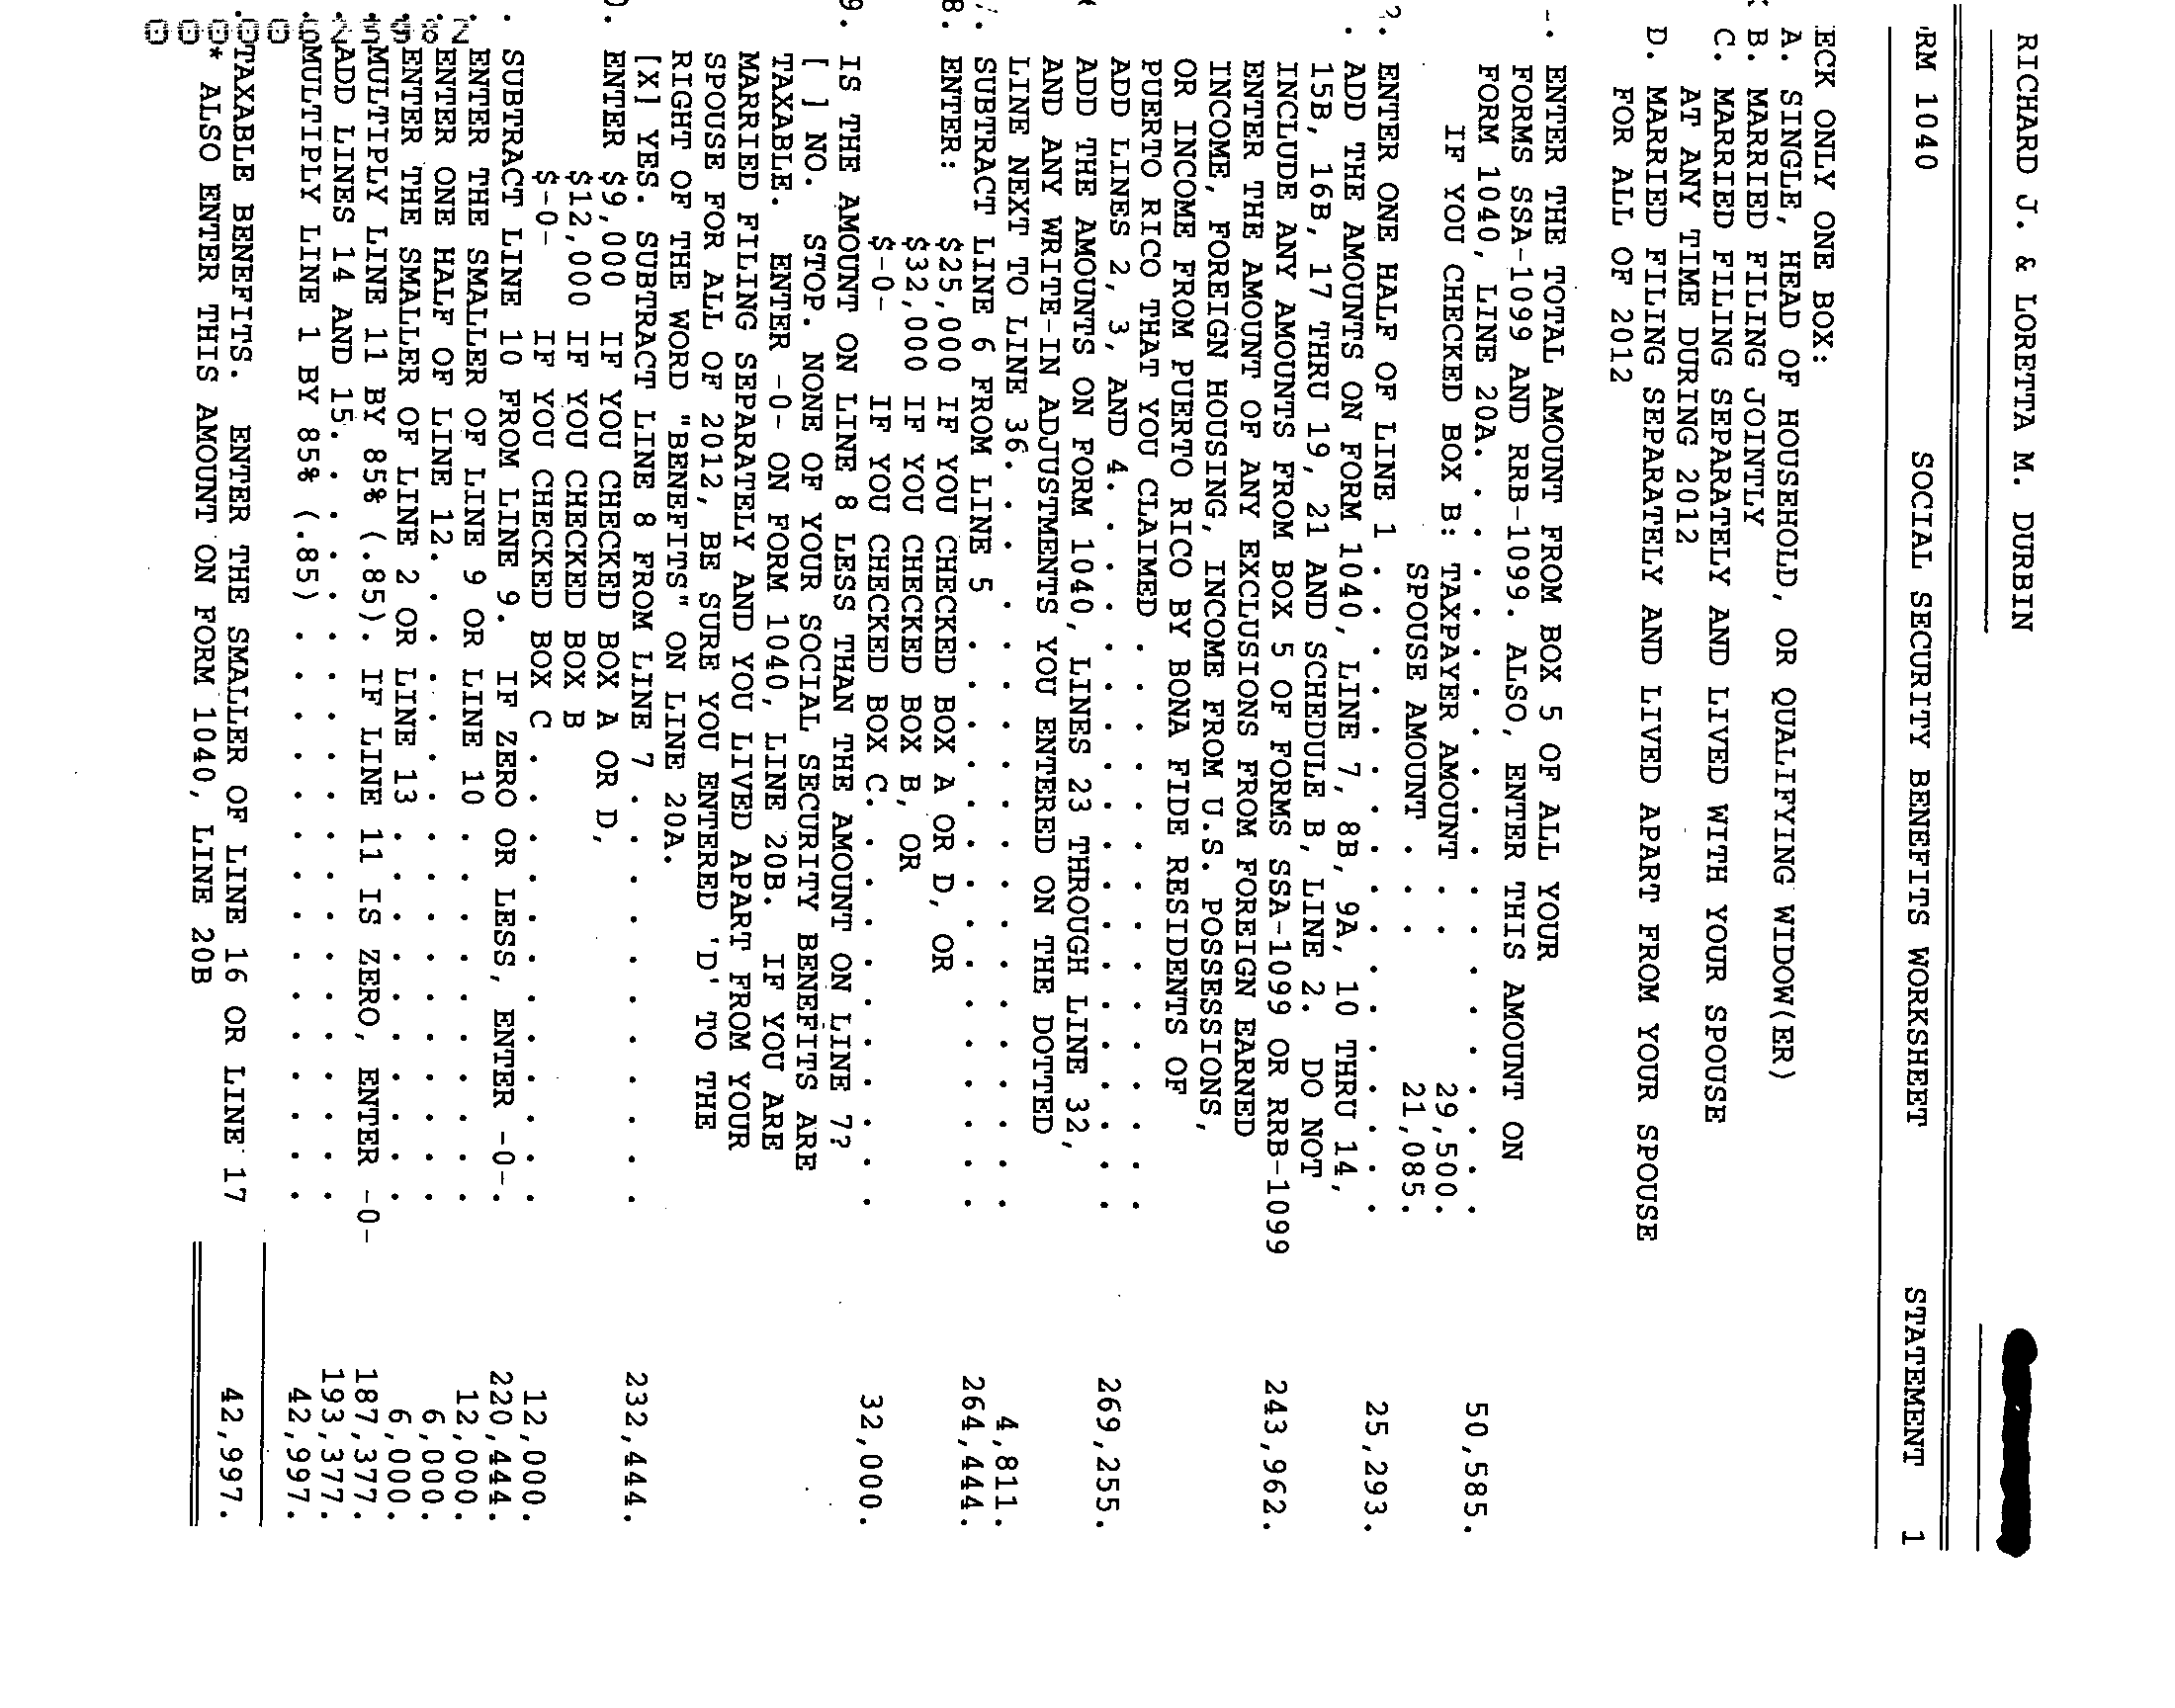 RICHARD J. & LORETTA M. DURBIN
RM 1040 SOCIAL SECURITY BENEFITS WORKSHEET STATEMENT 1
ECK ONLY ONE BOX:
A. SINGLE, HEAD OF HOUSEHOLD, OR QUALIFYING WIDOW(ER)
B. MARRIED FILING JOINTLY
C. MARRIED FILING SEPARATELY AND LIVED WITH YOUR SPOUSE
AT ANY TIME DURING 2012
D. MARRIED FILING SEPARATELY AND LIVED APART FROM YOUR SPOUSE
FOR ALL OF 2012
. ENTER THE TOTAL AMOUNT FROM BOX 5 OF ALL YOUR
FORMS SSA-1099 AND RRB-1099. ALSO, ENTER THIS AMOUNT ON
FORM 1040, LINE 20A. . . . . . . . . . . . . . . . . . . 50,585.
IF YOU CHECKED BOX B: TAXPAYER AMOUNT . . . 29,500.
SPOUSE AMOUNT . . . 21,085.
. ENTER ONE HALF OF LINE 1 . . . . . . . . . . . . . . . . . . . 25,293.
. ADD THE AMOUNTS ON FORM 1040, LINE 7, 8B, 9A, 10 THRU 14,
15B, 16B, 17 THRU 19, 21 AND SCHEDULE B, LINE 2. DO NOT
INCLUDE ANY AMOUNTS FROM BOX 5 OF FORMS SSA-1099 OR RRB-1099 243,962.
ENTER THE AMOUNT OF ANY EXCLUSIONS FROM FOREIGN EARNED
INCOME, FOREIGN HOUSING, INCOME FROM U.S. POSSESSIONS,
OR INCOME FROM PUERTO RICO BY BONA FIDE RESIDENTS OF
PUERTO RICO THAT YOU CLAIMED . . . . . . . . . . . . . . . . .
ADD LINES 2, 3, AND 4. . . . . . . . . . . . . . . . . . . . 269,255.
ADD THE AMOUNTS ON FORM 1040, LINES 23 THROUGH LINE 32,
AND ANY WRITE-IN ADJUSTMENTS YOU ENTERED ON THE DOTTED
LINE NEXT TO LINE 36. . . . . . . . . . . . . . . . . . . . . 4,811.
. SUBTRACT LINE 6 FROM LINE 5 . . . . . . . . . . . . . . . . . 264,444.
8. ENTER: $25,000 IF YOU CHECKED BOX A OR D, OR
$32,000 IF YOU CHECKED BOX B, OR
$-0- IF YOU CHECKED BOX C. . . . . . . . . . . . . . 32,000.
9. IS THE AMOUNT ON LINE 8 LESS THAN THE AMOUNT ON LINE 7?
[ ] NO. STOP. NONE OF YOUR SOCIAL SECURITY BENEFITS ARE
TAXABLE. ENTER -0- ON FORM 1040, LINE 20B. IF YOU ARE
MARRIED FILING SEPARATELY AND YOU LIVED APART FROM YOUR
SPOUSE FOR ALL OF 2012, BE SURE YOU ENTERED 'D' TO THE
RIGHT OF THE WORD "BENEFITS" ON LINE 20A.
[X] YES. SUBTRACT LINE 8 FROM LINE 7 . . . . . . . . . . . . . 232,444.
. ENTER $9,000 IF YOU CHECKED BOX A OR D,
$12,000 IF YOU CHECKED BOX B
$-0- IF YOU CHECKED BOX C . . . . . . . . . . . . . . 12,000.
. SUBTRACT LINE 10 FROM LINE 9. IF ZERO OR LESS, ENTER -0-. 220,444.
. ENTER THE SMALLER OF LINE 9 OR LINE 10 . . . . . . . . . . . . 12,000.
. ENTER ONE HALF OF LINE 12. . . . . . . . . . . . . . . . . . . 6,000.
. ENTER THE SMALLER OF LINE 2 OR LINE 13 . . . . . . . . . . . . 6,000.
. MULTIPLY LINE 11 BY 85% (.85). IF LINE 11 IS ZERO, ENTER -0- 187,377.
. ADD LINES 14 AND 15. . . . . . . . . . . . . . . . . . . . . . 193,377.
. MULTIPLY LINE 1 BY 85% (.85) . . . . . . . . . . . . . . . . . 42,997.
. TAXABLE BENEFITS. ENTER THE SMALLER OF LINE 16 OR LINE 17 42,997.
* ALSO ENTER THIS AMOUNT ON FORM 1040, LINE 20B